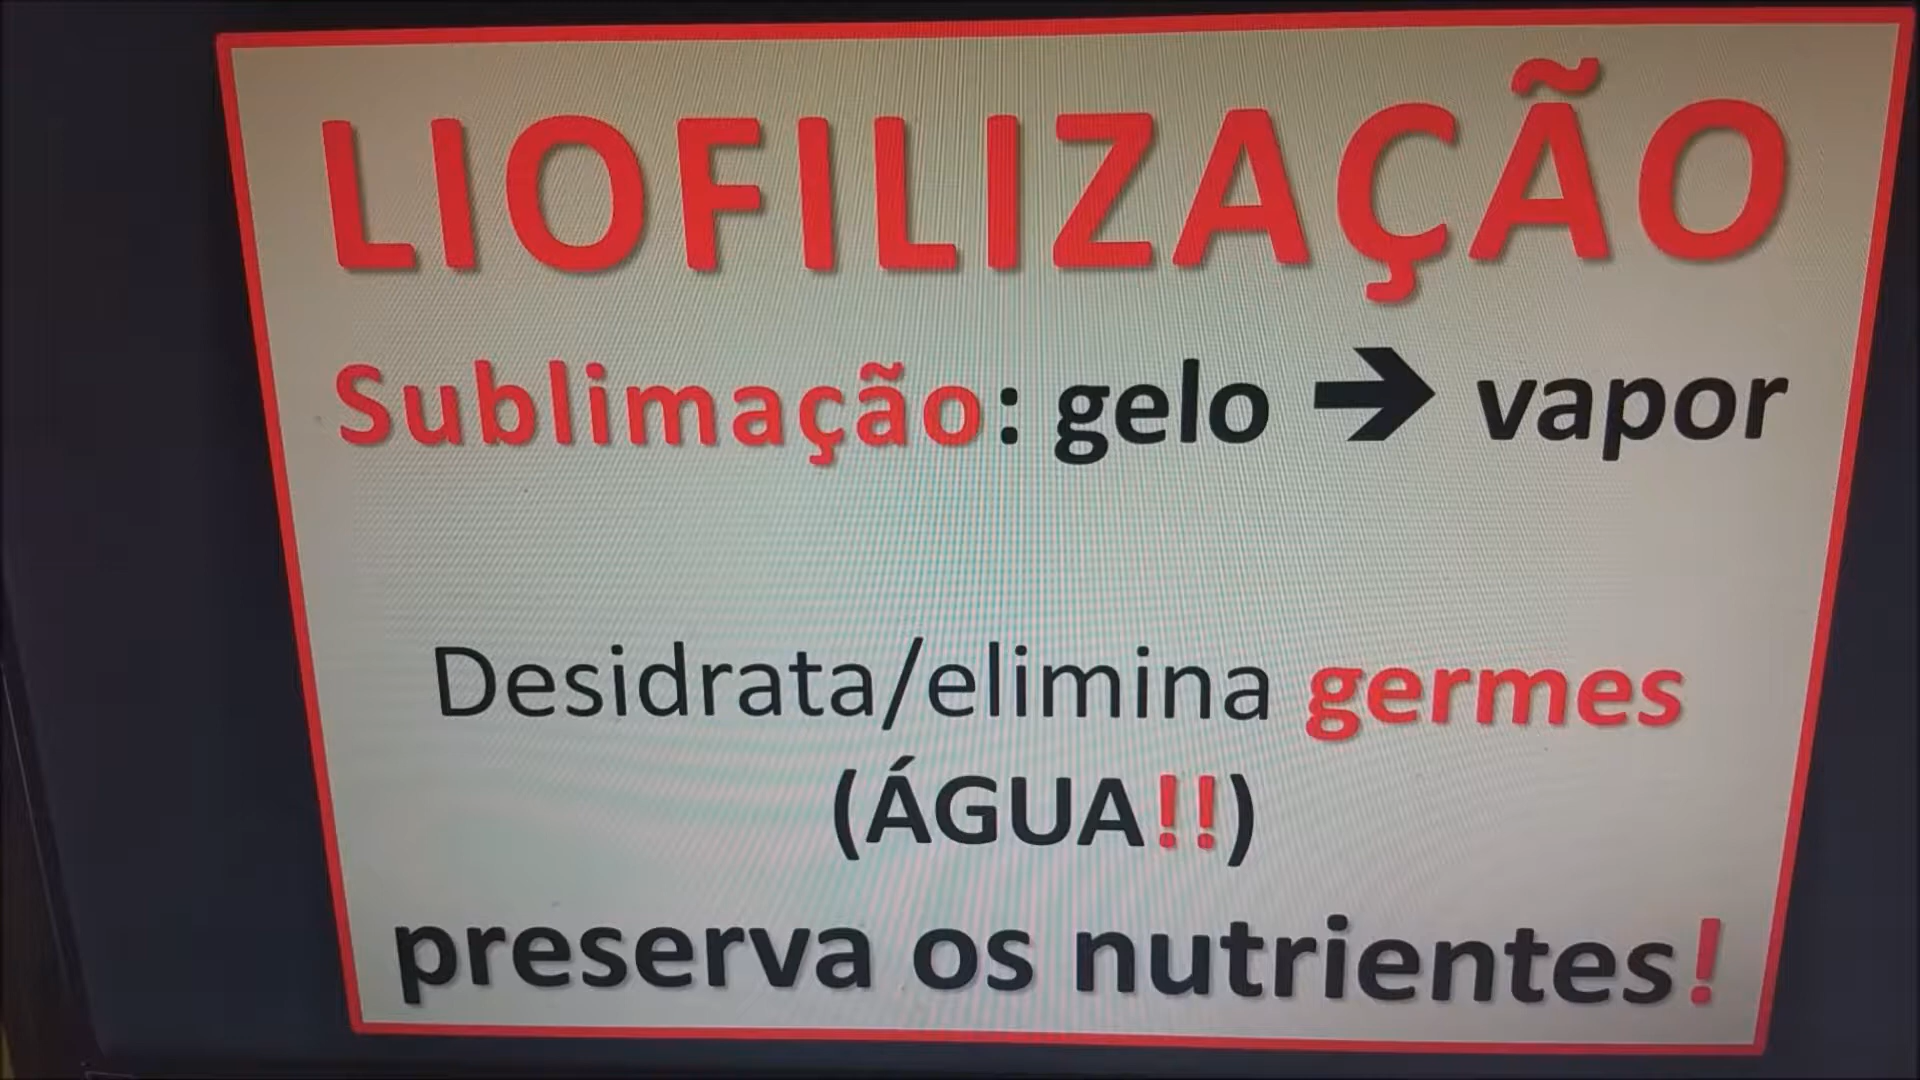 LIOFILIZAÇÃO
Sublimação: gelo ➔ vapor
Desidrata/elimina germes
(ÁGUA!!)
preserva os nutrientes!